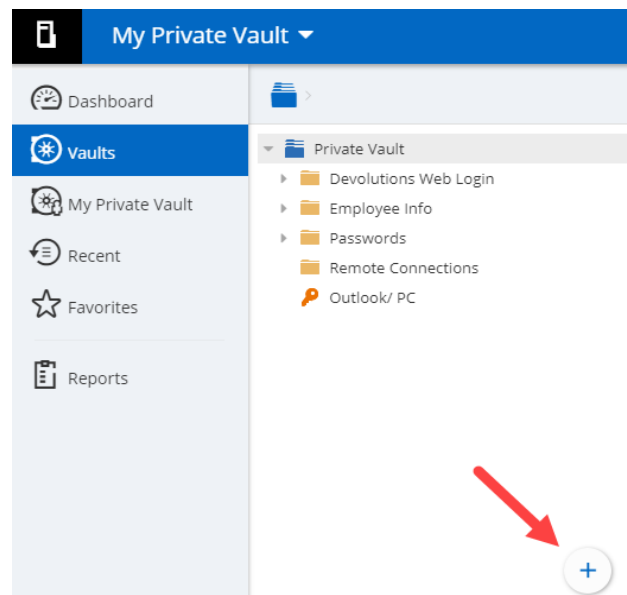 My Private Vault
Dashboard
Vaults
My Private Vault
Recent
Favorites
Reports
Private Vault
Devolutions Web Login
Employee Info
Passwords
Remote Connections
Outlook/ PC